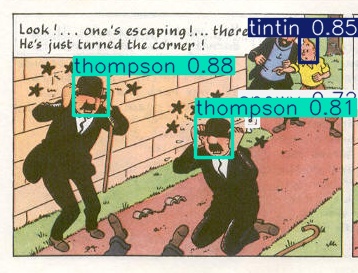 Look!... one's escaping!... there
He's just turned the corner!
tintin 0.85
thompson 0.88
thompson 0.81